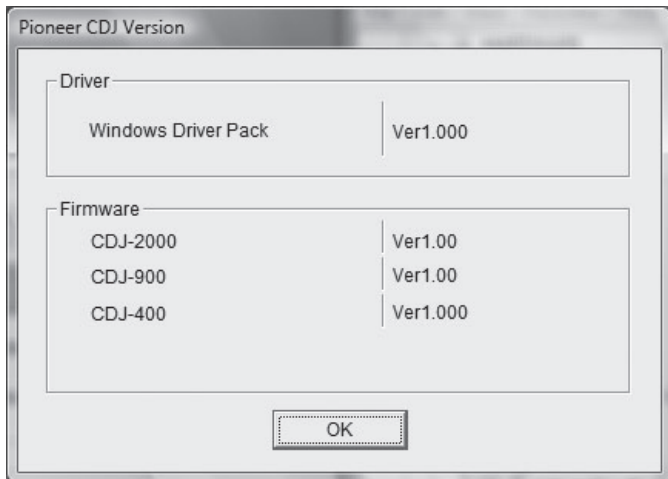 Pioneer CDJ Version
Driver
Windows Driver Pack Ver1.000
Firmware
CDJ-2000 Ver1.00
CDJ-900 Ver1.00
CDJ-400 Ver1.000
OK